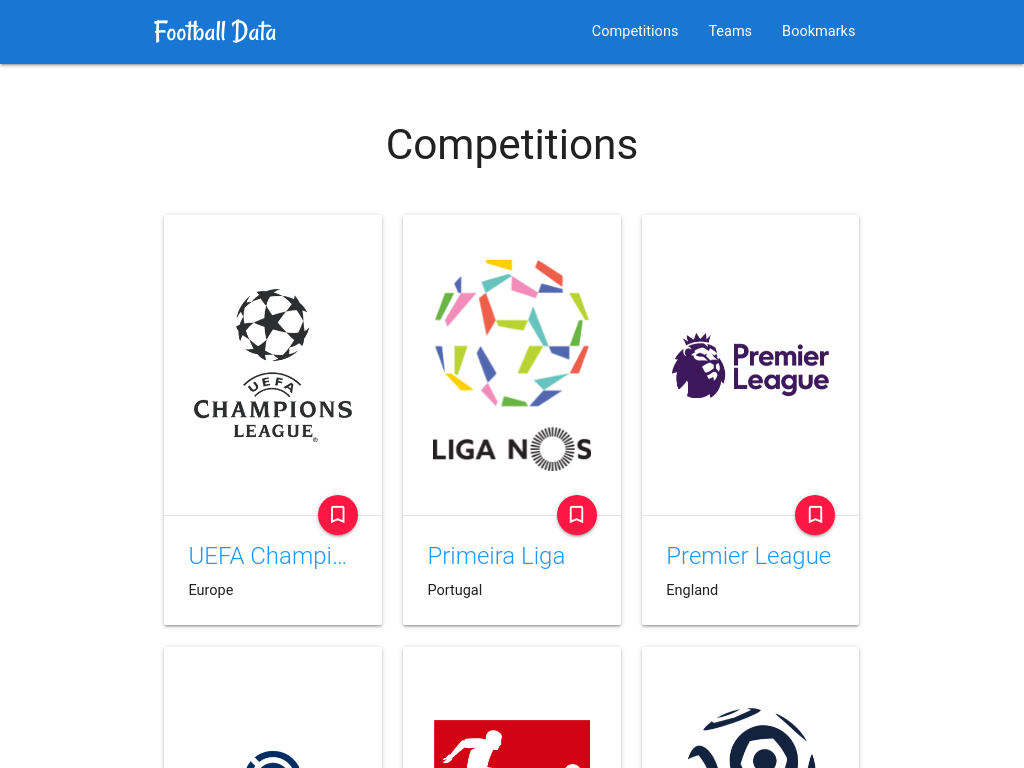 Football Data
Competitions
Teams
Bookmarks
Competitions
UEFA
CHAMPIONS
LEAGUE®
LIGA NOS
Premier
League
UEFA Champi...
Europe
Primeira Liga
Portugal
Premier League
England